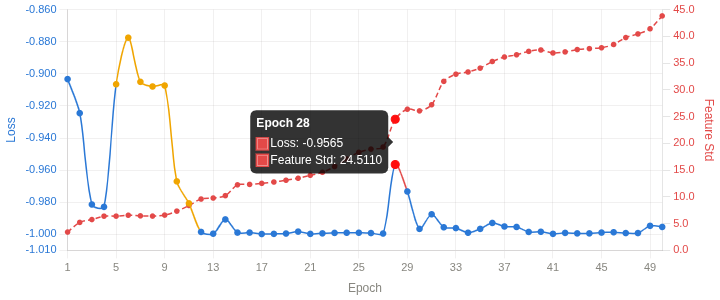 -0.860
-0.880
-0.900
-0.920
-0.940
-0.960
-0.980
-1.000
-1.010
Loss
45.0
40.0
35.0
30.0
25.0
20.0
15.0
10.0
5.0
0.0
Feature Std
Epoch 28
Loss: -0.9565
Feature Std: 24.5110
1 5 9 13 17 21 25 29 33 37 41 45 49
Epoch